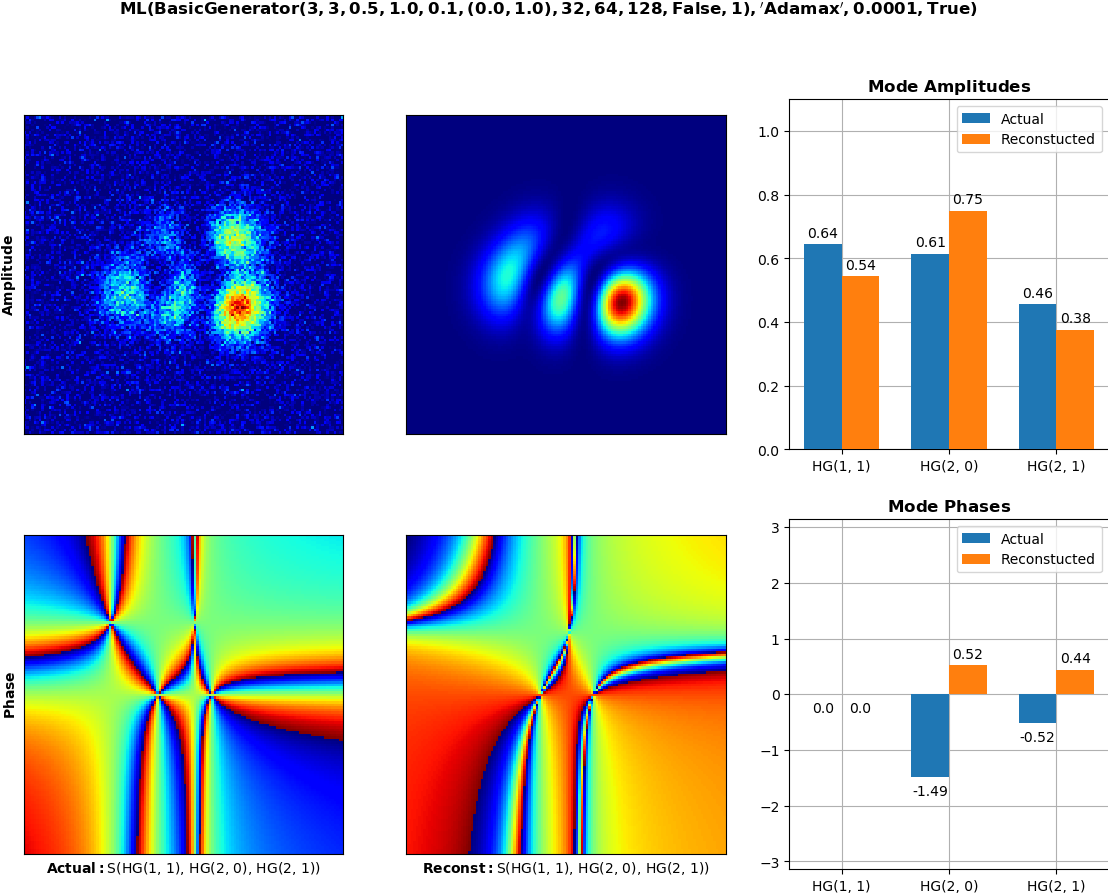 ML(BasicGenerator(3, 3, 0.5, 1.0, 0.1, (0.0, 1.0), 32, 64, 128, False, 1), 'Adamax', 0.0001, True)
Amplitude
Mode Amplitudes
Actual
Reconstucted
1.0
0.8
0.6
0.4
0.2
0.0
0.64
0.54
0.61
0.75
0.46
0.38
HG(1, 1)
HG(2, 0)
HG(2, 1)
Phase
Actual: S(HG(1, 1), HG(2, 0), HG(2, 1))
Reconst: S(HG(1, 1), HG(2, 0), HG(2, 1))
Mode Phases
Actual
Reconstucted
3
2
1
0
−1
−2
−3
0.0
0.0
-1.49
0.52
-0.52
0.44
HG(1, 1)
HG(2, 0)
HG(2, 1)